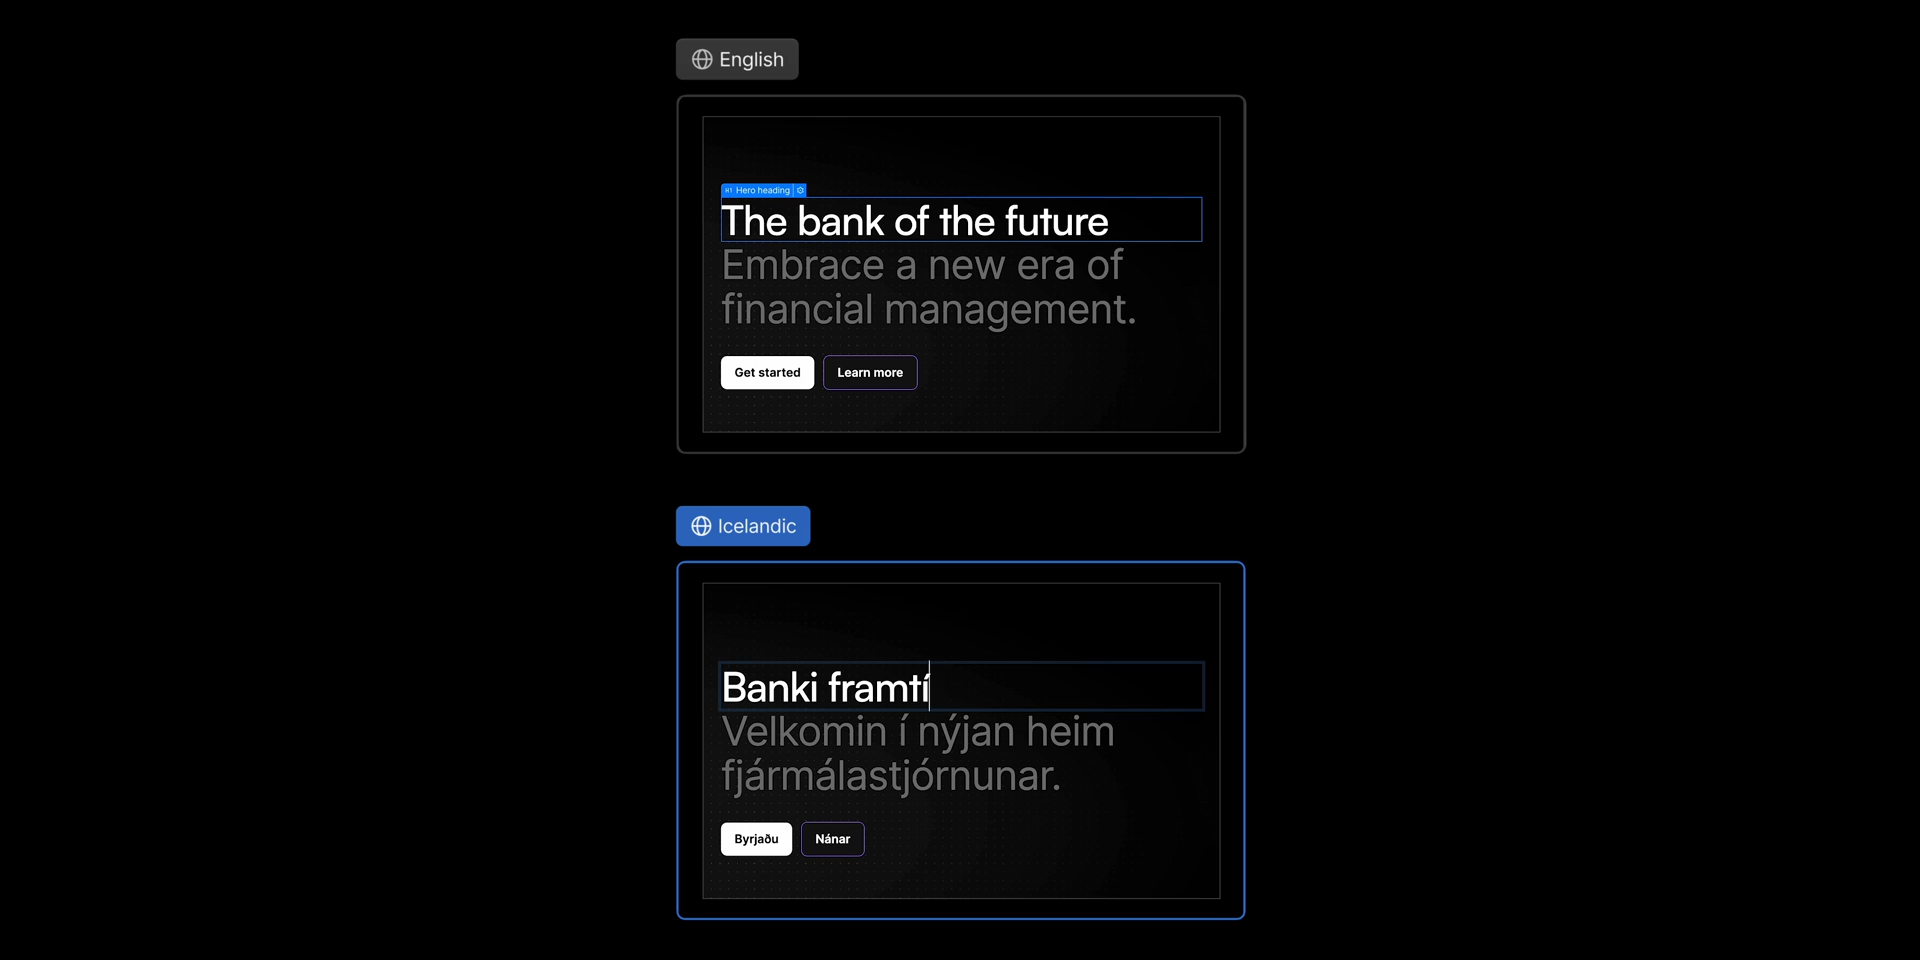 English
H1 Hero heading
The bank of the future
Embrace a new era of
financial management.
Get started
Learn more
Icelandic
Banki framtí
Velkomin í nýjan heim
fjármálastjórnunar.
Byrjaðu
Nánar